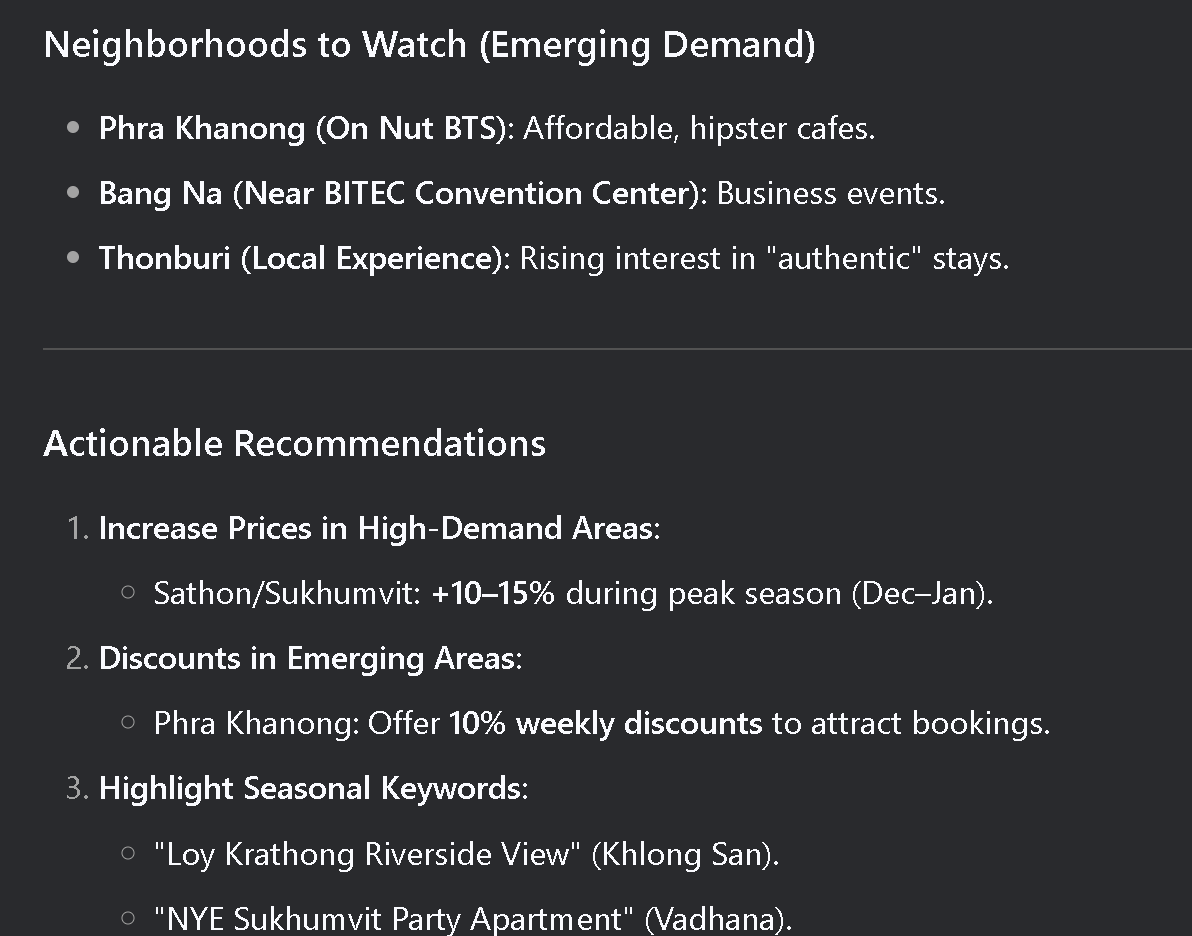 Neighborhoods to Watch (Emerging Demand)
Phra Khanong (On Nut BTS): Affordable, hipster cafes.
Bang Na (Near BITEC Convention Center): Business events.
Thonburi (Local Experience): Rising interest in "authentic" stays.
Actionable Recommendations
1. Increase Prices in High-Demand Areas:
Sathon/Sukhumvit: +10–15% during peak season (Dec–Jan).
2. Discounts in Emerging Areas:
Phra Khanong: Offer 10% weekly discounts to attract bookings.
3. Highlight Seasonal Keywords:
"Loy Krathong Riverside View" (Khlong San).
"NYE Sukhumvit Party Apartment" (Vadhana).